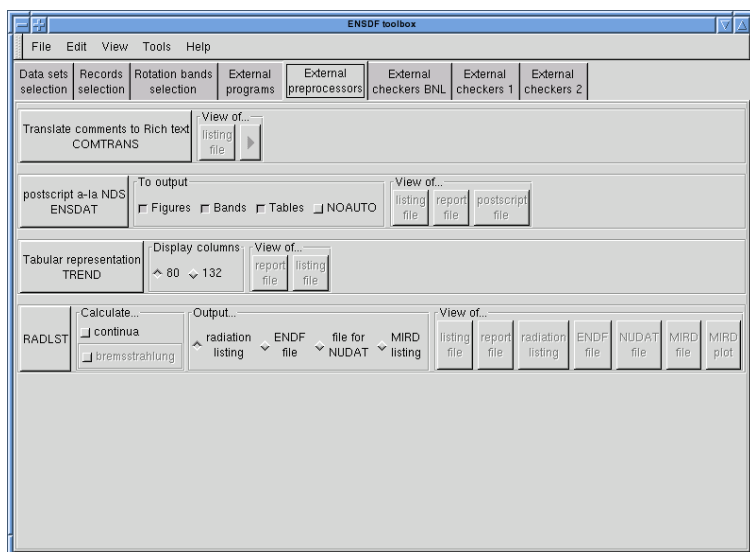 ENSDF toolbox
File Edit View Tools Help
Data sets selection
Records selection
Rotation bands selection
External programs
External preprocessors
External checkers BNL
External checkers 1
External checkers 2
Translate comments to Rich text
COMTRANS
View of...
listing file
postscript a-la NDS
ENSDAT
To output
Figures Bands Tables NOAUTO
View of...
listing file
report file
postscript file
Tabular representation
TREND
Display columns
80 132
View of...
report file
listing file
RADLST
Calculate...
continua
bremsstrahlung
Output...
radiation listing
ENDF file
file for NUDAT
MIRD listing
View of...
listing file
report file
radiation listing
ENDF file
NUDAT file
MIRD file
MIRD plot